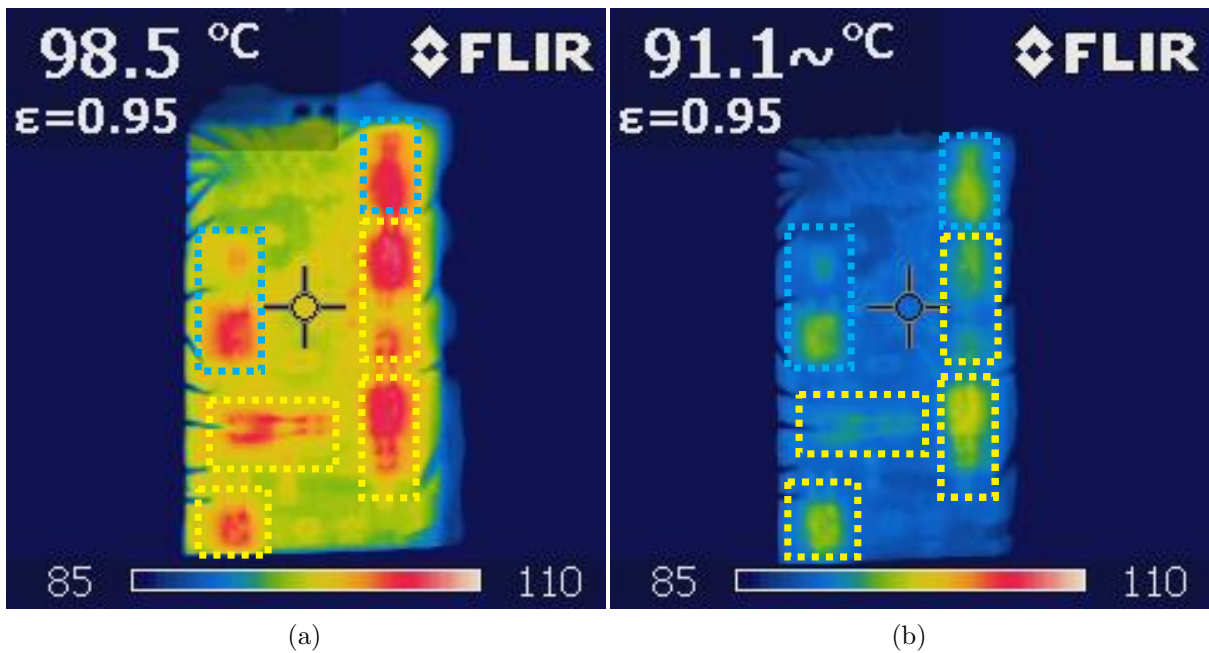 98.5 °C FLIR
ε=0.95
85 110
(a)
91.1~ °C FLIR
ε=0.95
85 110
(b)